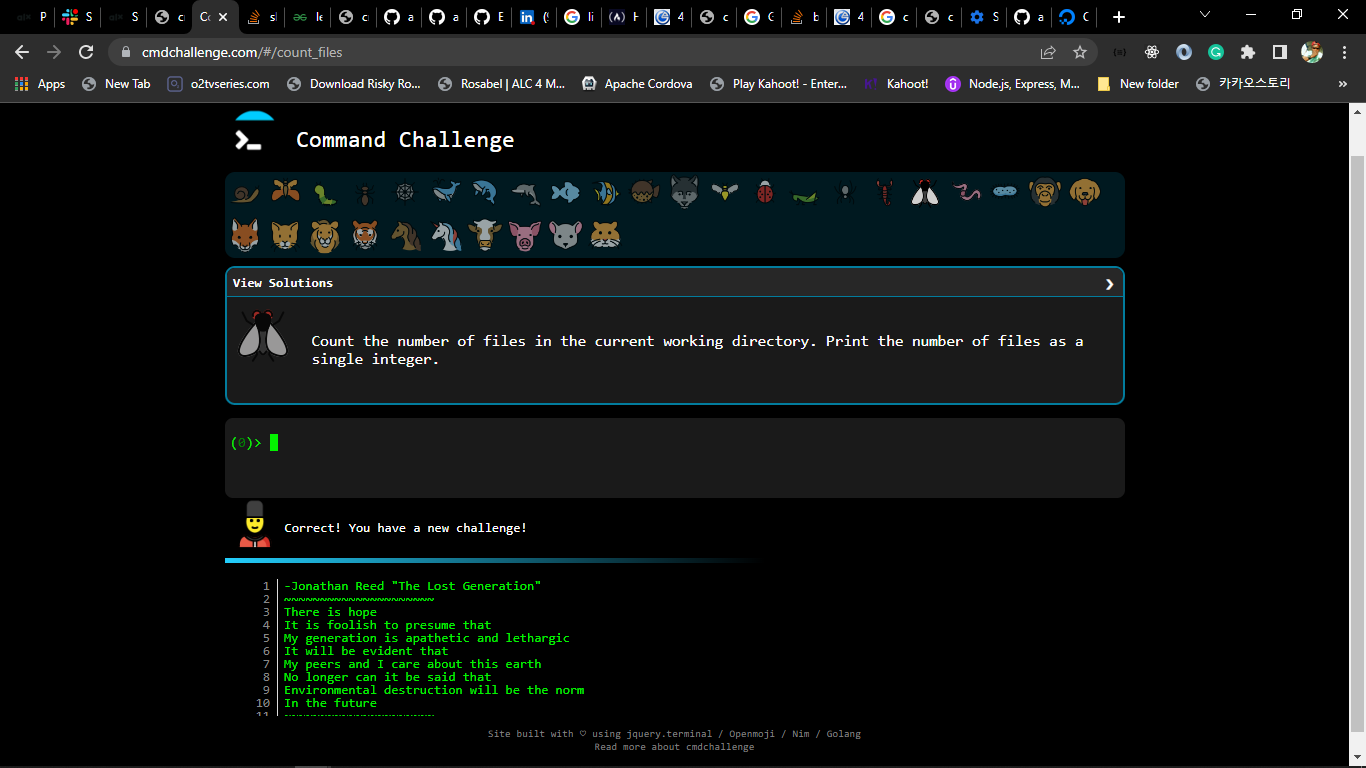 cmdchallenge.com/#/count_files
Apps
New Tab
o2tvseries.com
Download Risky Ro...
Rosabel | ALC 4 M...
Apache Cordova
Play Kahoot! - Enter...
Kahoot!
Node.js, Express, M...
New folder
카카오스토리
»
Command Challenge
View Solutions
Count the number of files in the current working directory. Print the number of files as a
single integer.
(0)>
Correct! You have a new challenge!
1 -Jonathan Reed "The Lost Generation"
2 ~~~~~~~~~~~~~~~~~~~~~
3 There is hope
4 It is foolish to presume that
5 My generation is apathetic and lethargic
6 It will be evident that
7 My peers and I care about this earth
8 No longer can it be said that
9 Environmental destruction will be the norm
10 In the future
11 ~~~~~~~~~~~~~~~~~~~~~
Site built with ♡ using jquery.terminal / Openmoji / Nim / Golang
Read more about cmdchallenge